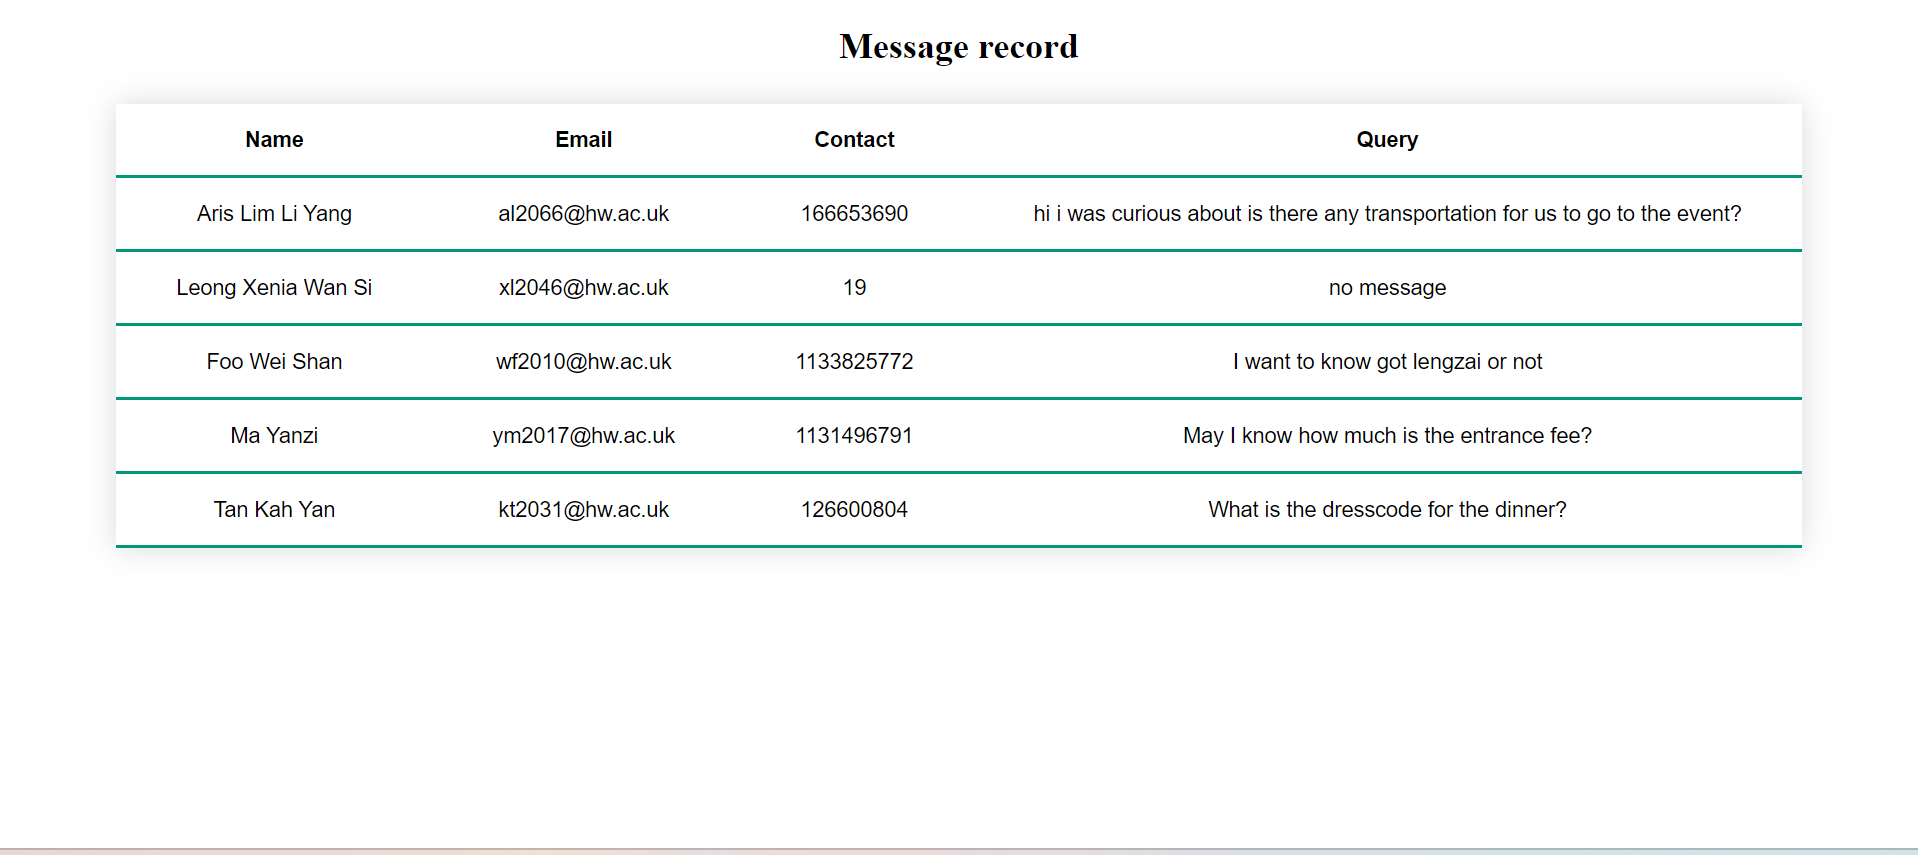 Message record
Name Email Contact Query
Aris Lim Li Yang al2066@hw.ac.uk 166653690 hi i was curious about is there any transportation for us to go to the event?
Leong Xenia Wan Si xl2046@hw.ac.uk 19 no message
Foo Wei Shan wf2010@hw.ac.uk 1133825772 I want to know got lengzai or not
Ma Yanzi ym2017@hw.ac.uk 1131496791 May I know how much is the entrance fee?
Tan Kah Yan kt2031@hw.ac.uk 126600804 What is the dresscode for the dinner?